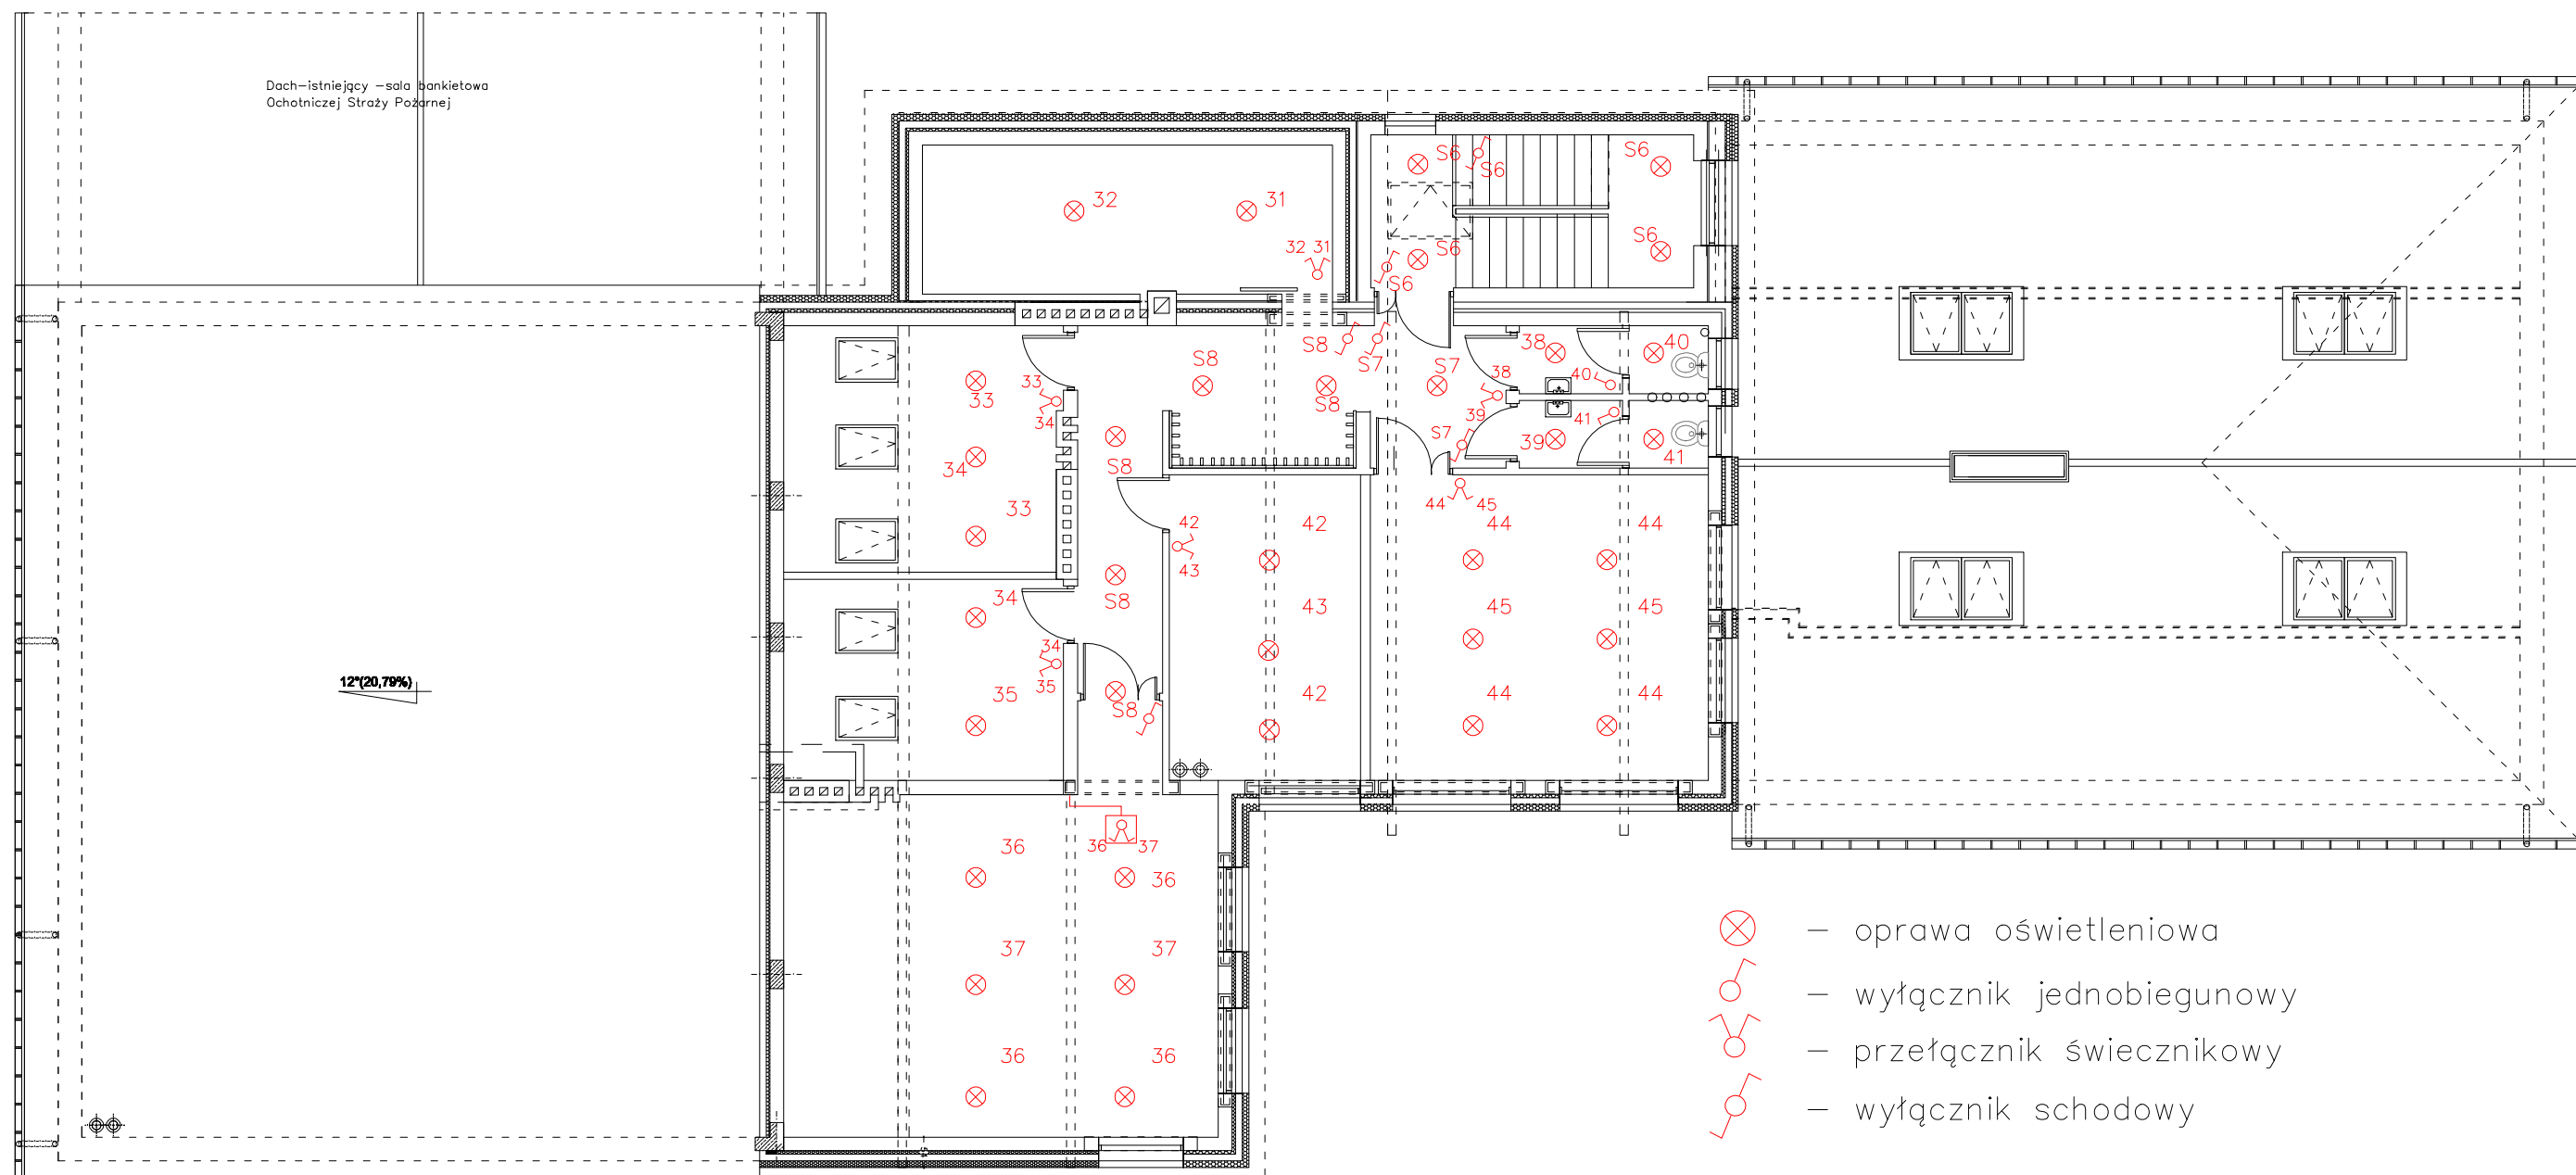 Dach-istniejący -sala bankietowa
Ochotniczej Straży Pożarnej
S6 S6 S6
32 31
S6 S6
32 31
S6
S8 S7
S8 S7 38 40
33 38 40
33 S8
34 39 41
S7 39 41
34 S8
33 44 45
42 42 44 44
43
34 S8 43 45 45
34
12°(20,79%)
35 35 42 44 44
S8
36 36 37
36
37 37
36 36
– oprawa oświetleniowa
– wyłącznik jednobiegunowy
– przełącznik świecznikowy
– wyłącznik schodowy